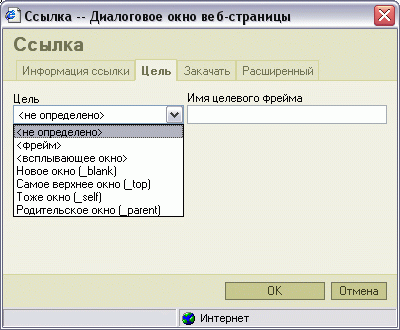 Ссылка -- Диалоговое окно веб-страницы
Ссылка
Информация ссылки Цель Закачать Расширенный
Цель Имя целевого фрейма
<не определено>
<не определено>
<фрейм>
<всплывающее окно>
Новое окно (_blank)
Самое верхнее окно (_top)
Тоже окно (_self)
Родительское окно (_parent)
OK Отмена
Интернет